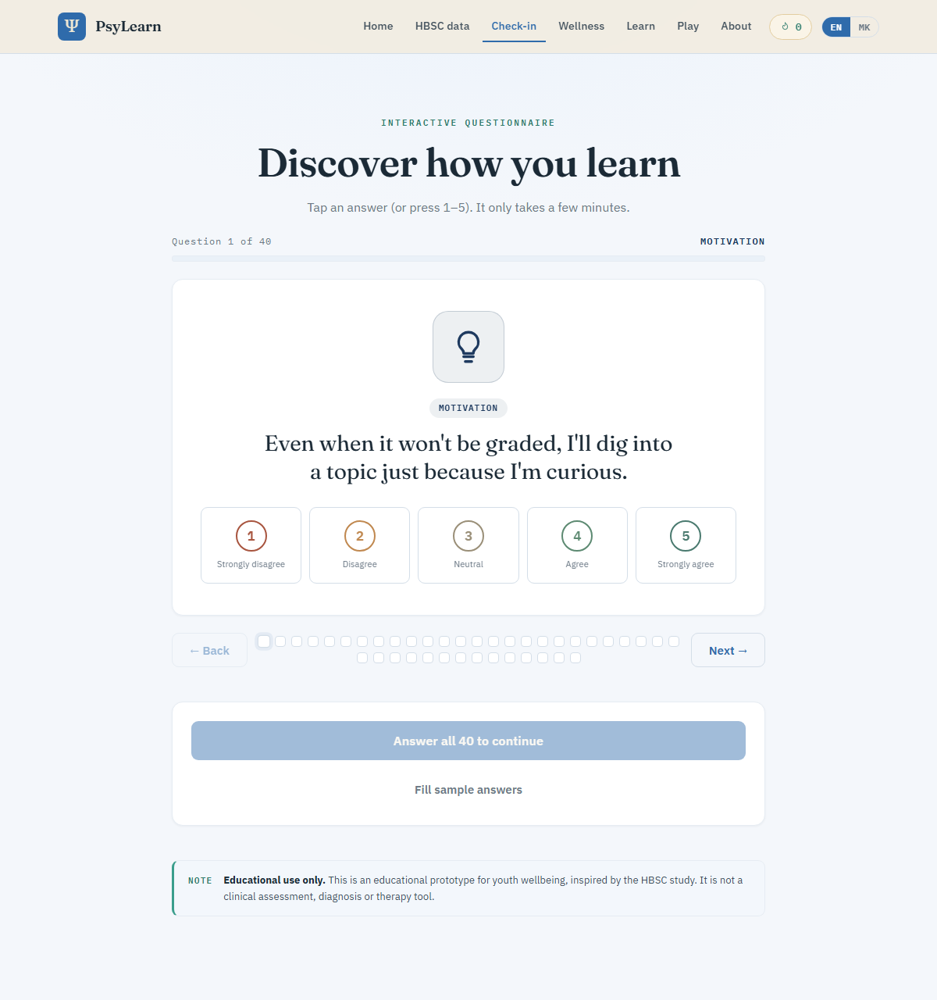 Ψ PsyLearn
Home HBSC data Check-in Wellness Learn Play About 0 EN MK
INTERACTIVE QUESTIONNAIRE
Discover how you learn
Tap an answer (or press 1–5). It only takes a few minutes.
Question 1 of 40 MOTIVATION
MOTIVATION
Even when it won't be graded, I'll dig into
a topic just because I'm curious.
1 2 3 4 5
Strongly disagree Disagree Neutral Agree Strongly agree
← Back Next →
Answer all 40 to continue
Fill sample answers
NOTE Educational use only. This is an educational prototype for youth wellbeing, inspired by the HBSC study. It is not a
clinical assessment, diagnosis or therapy tool.